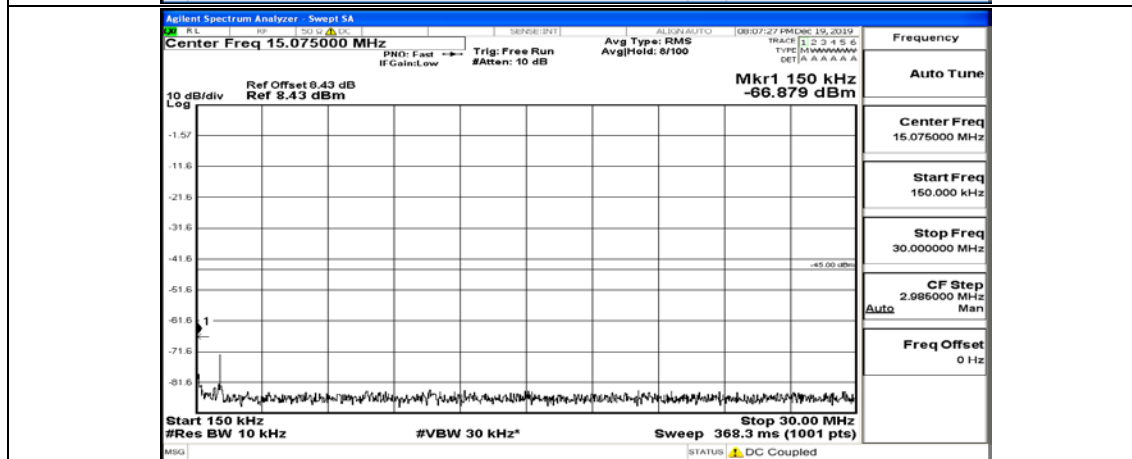 Agilent Spectrum Analyzer - Swept SA
RL RF 50 Ω DC SENSE:INT ALIGN AUTO 08:07:27 PM Dec 19, 2019
Center Freq 15.075000 MHz
PNO: Fast
IFGain:Low
Trig: Free Run
#Atten: 10 dB
Avg Type: RMS
Avg|Hold: 8/100
TRACE 1 2 3 4 5 6
TYPE MWWWWW
DET A A A A A A
Ref Offset 8.43 dB
10 dB/div Ref 8.43 dBm
Log
Mkr1 150 kHz
-66.879 dBm
-1.57
-11.6
-21.6
-31.6
-41.6
-45.00 dBm
-51.6
-61.6
1
-71.6
-81.6
Start 150 kHz
Stop 30.00 MHz
#Res BW 10 kHz
#VBW 30 kHz*
Sweep 368.3 ms (1001 pts)
MSG
STATUS DC Coupled
Frequency
Auto Tune
Center Freq
15.075000 MHz
Start Freq
150.000 kHz
Stop Freq
30.000000 MHz
CF Step
2.985000 MHz
Auto Man
Freq Offset
0 Hz